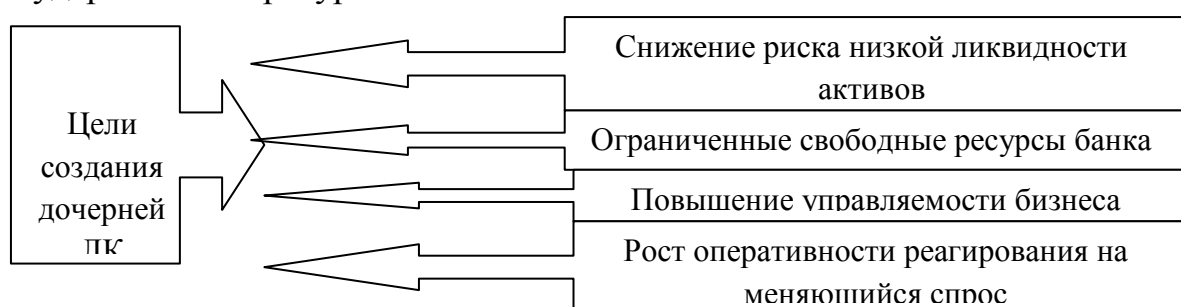 Цели
создания
дочерней
ЛК
Снижение риска низкой ликвидности
активов
Ограниченные свободные ресурсы банка
Повышение управляемости бизнеса
Рост оперативности реагирования на
меняющийся спрос